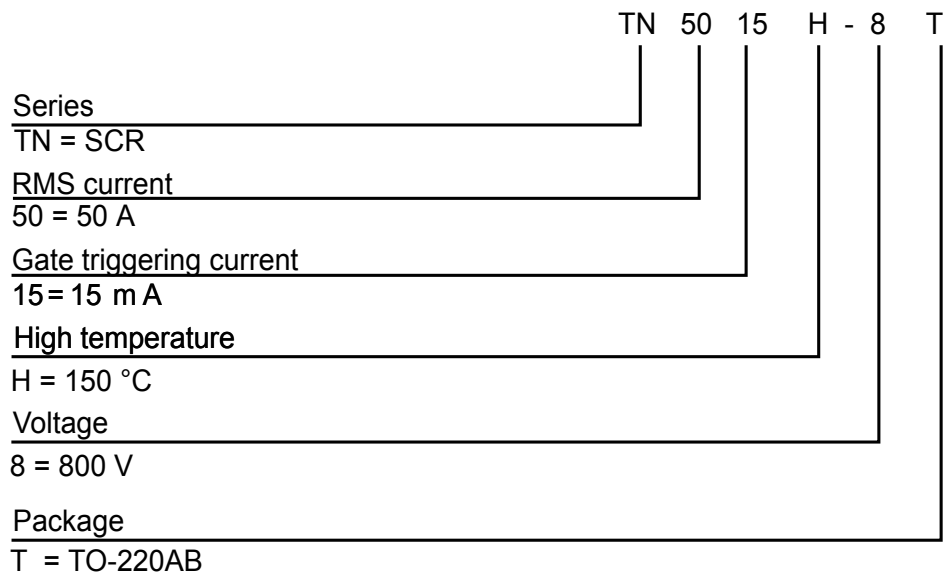 TN 50 15 H - 8 T
Series
TN = SCR
RMS current
50 = 50 A
Gate triggering current
15 = 15 m A
High temperature
H = 150 °C
Voltage
8 = 800 V
Package
T = TO-220AB